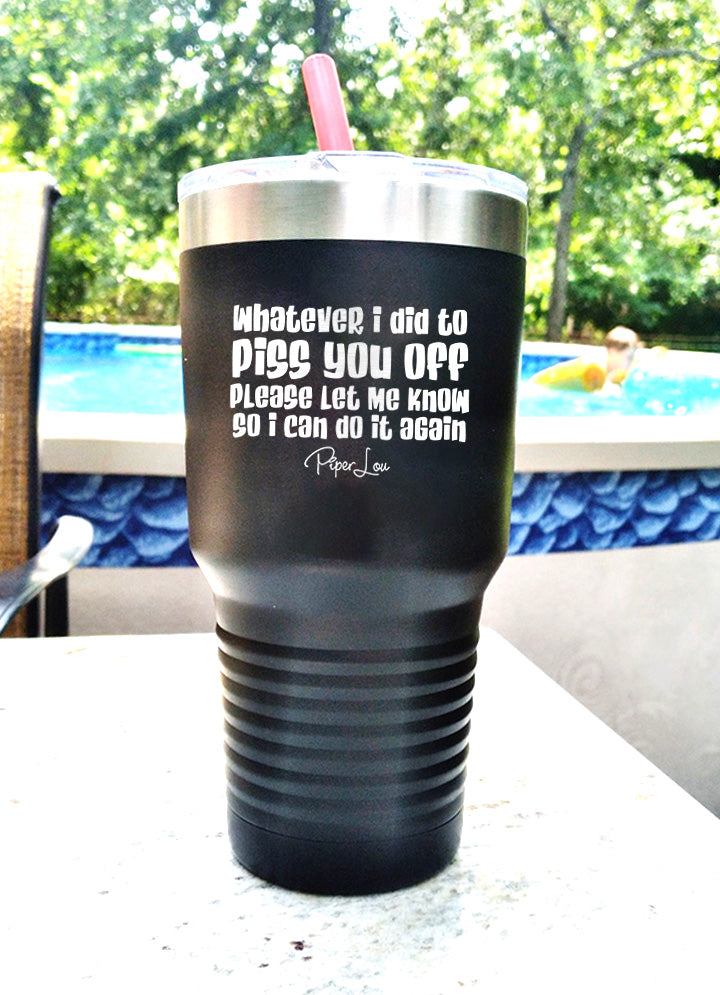 Whatever i did to
Piss you off
Please Let Me Know
So i can do it again
Piper Lou